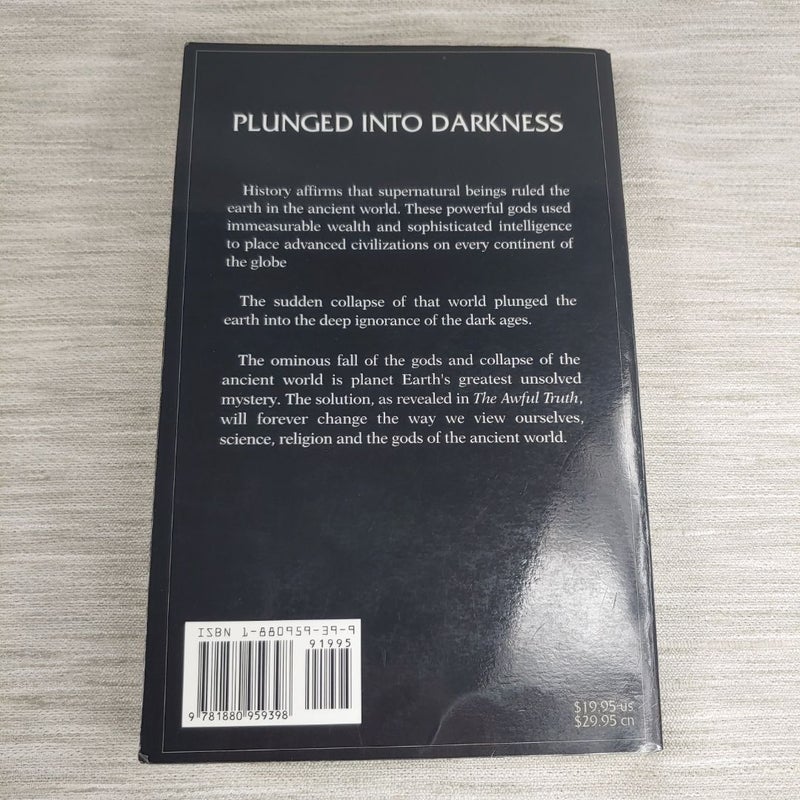 PLUNGED INTO DARKNESS
History affirms that supernatural beings ruled the
earth in the ancient world. These powerful gods used
immeasurable wealth and sophisticated intelligence
to place advanced civilizations on every continent of
the globe
The sudden collapse of that world plunged the
earth into the deep ignorance of the dark ages.
The ominous fall of the gods and collapse of the
ancient world is planet Earth's greatest unsolved
mystery. The solution, as revealed in The Awful Truth,
will forever change the way we view ourselves,
science, religion and the gods of the ancient world.
ISBN 1-880959-39-9
91995
9 781880 959398
$19.95 us
$29.95 cn